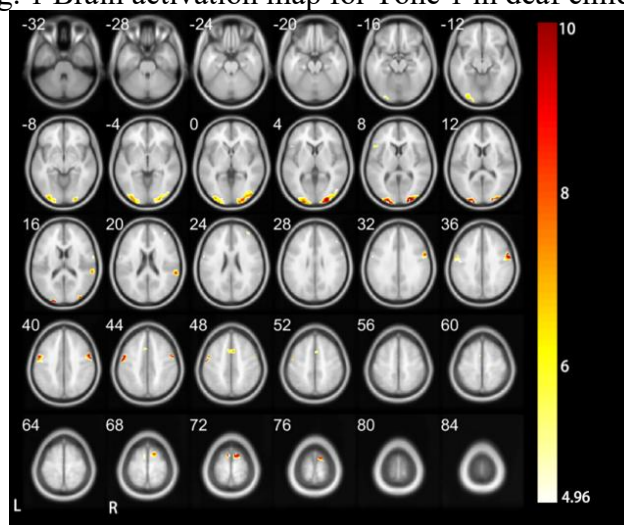 Fig. 1 Brain activation map for Tone 1 in deaf child
-32 -28 -24 -20 -16 -12 10
-8 -4 0 4 8 12
8
16 20 24 28 32 36
6
40 44 48 52 56 60
64 68 72 76 80 84
4.96
L R